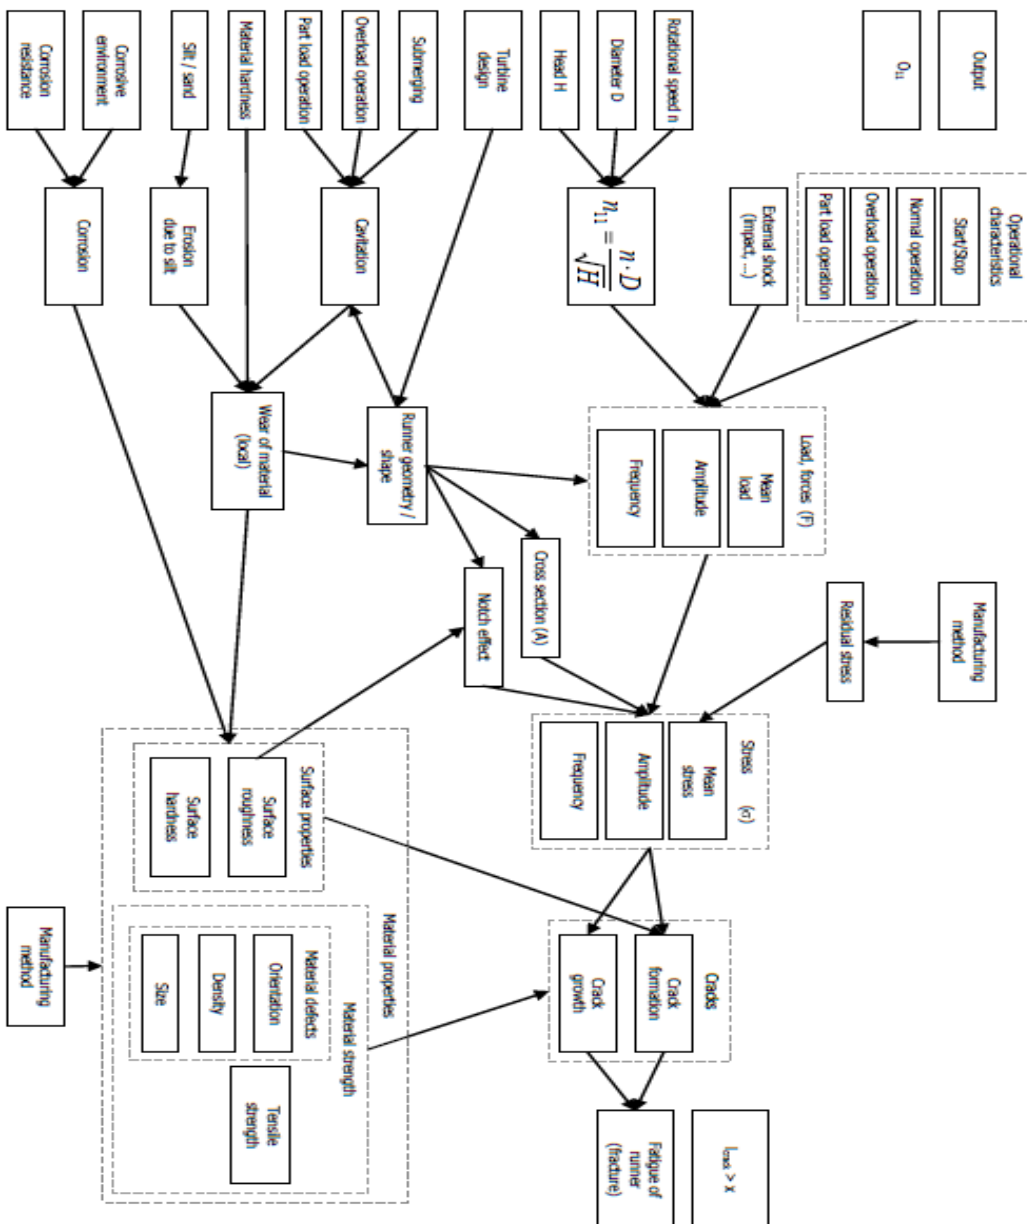 Output
O₁₁
Rotational speed n
Diameter D
Head H
Turbine
design
Submerging
Overload operation
Part load operation
Material hardness
Silt / sand
Corrosive
environment
Corrosion
resistance
Operational
characteristics
Start/Stop
Normal operation
Overload operation
Part load operation
External shock
(impact, ...)
n₁₁ = n · D / √H
Cavitation
Erosion
due to silt
Corrosion
Load, forces (F)
Mean
load
Amplitude
Frequency
Runner geometry /
shape
Wear of material
(local)
Manufacturing
method
Residual stress
Cross section (A)
Notch effect
Stress (σ)
Mean
stress
Amplitude
Frequency
Material properties
Surface properties
Surface
roughness
Surface
hardness
Cracks
Crack
formation
Crack
growth
Material strength
Material defects
Orientation
Density
Size
Tensile
strength
Manufacturing
method
l_crack > x
Fatigue of
runner
(fracture)